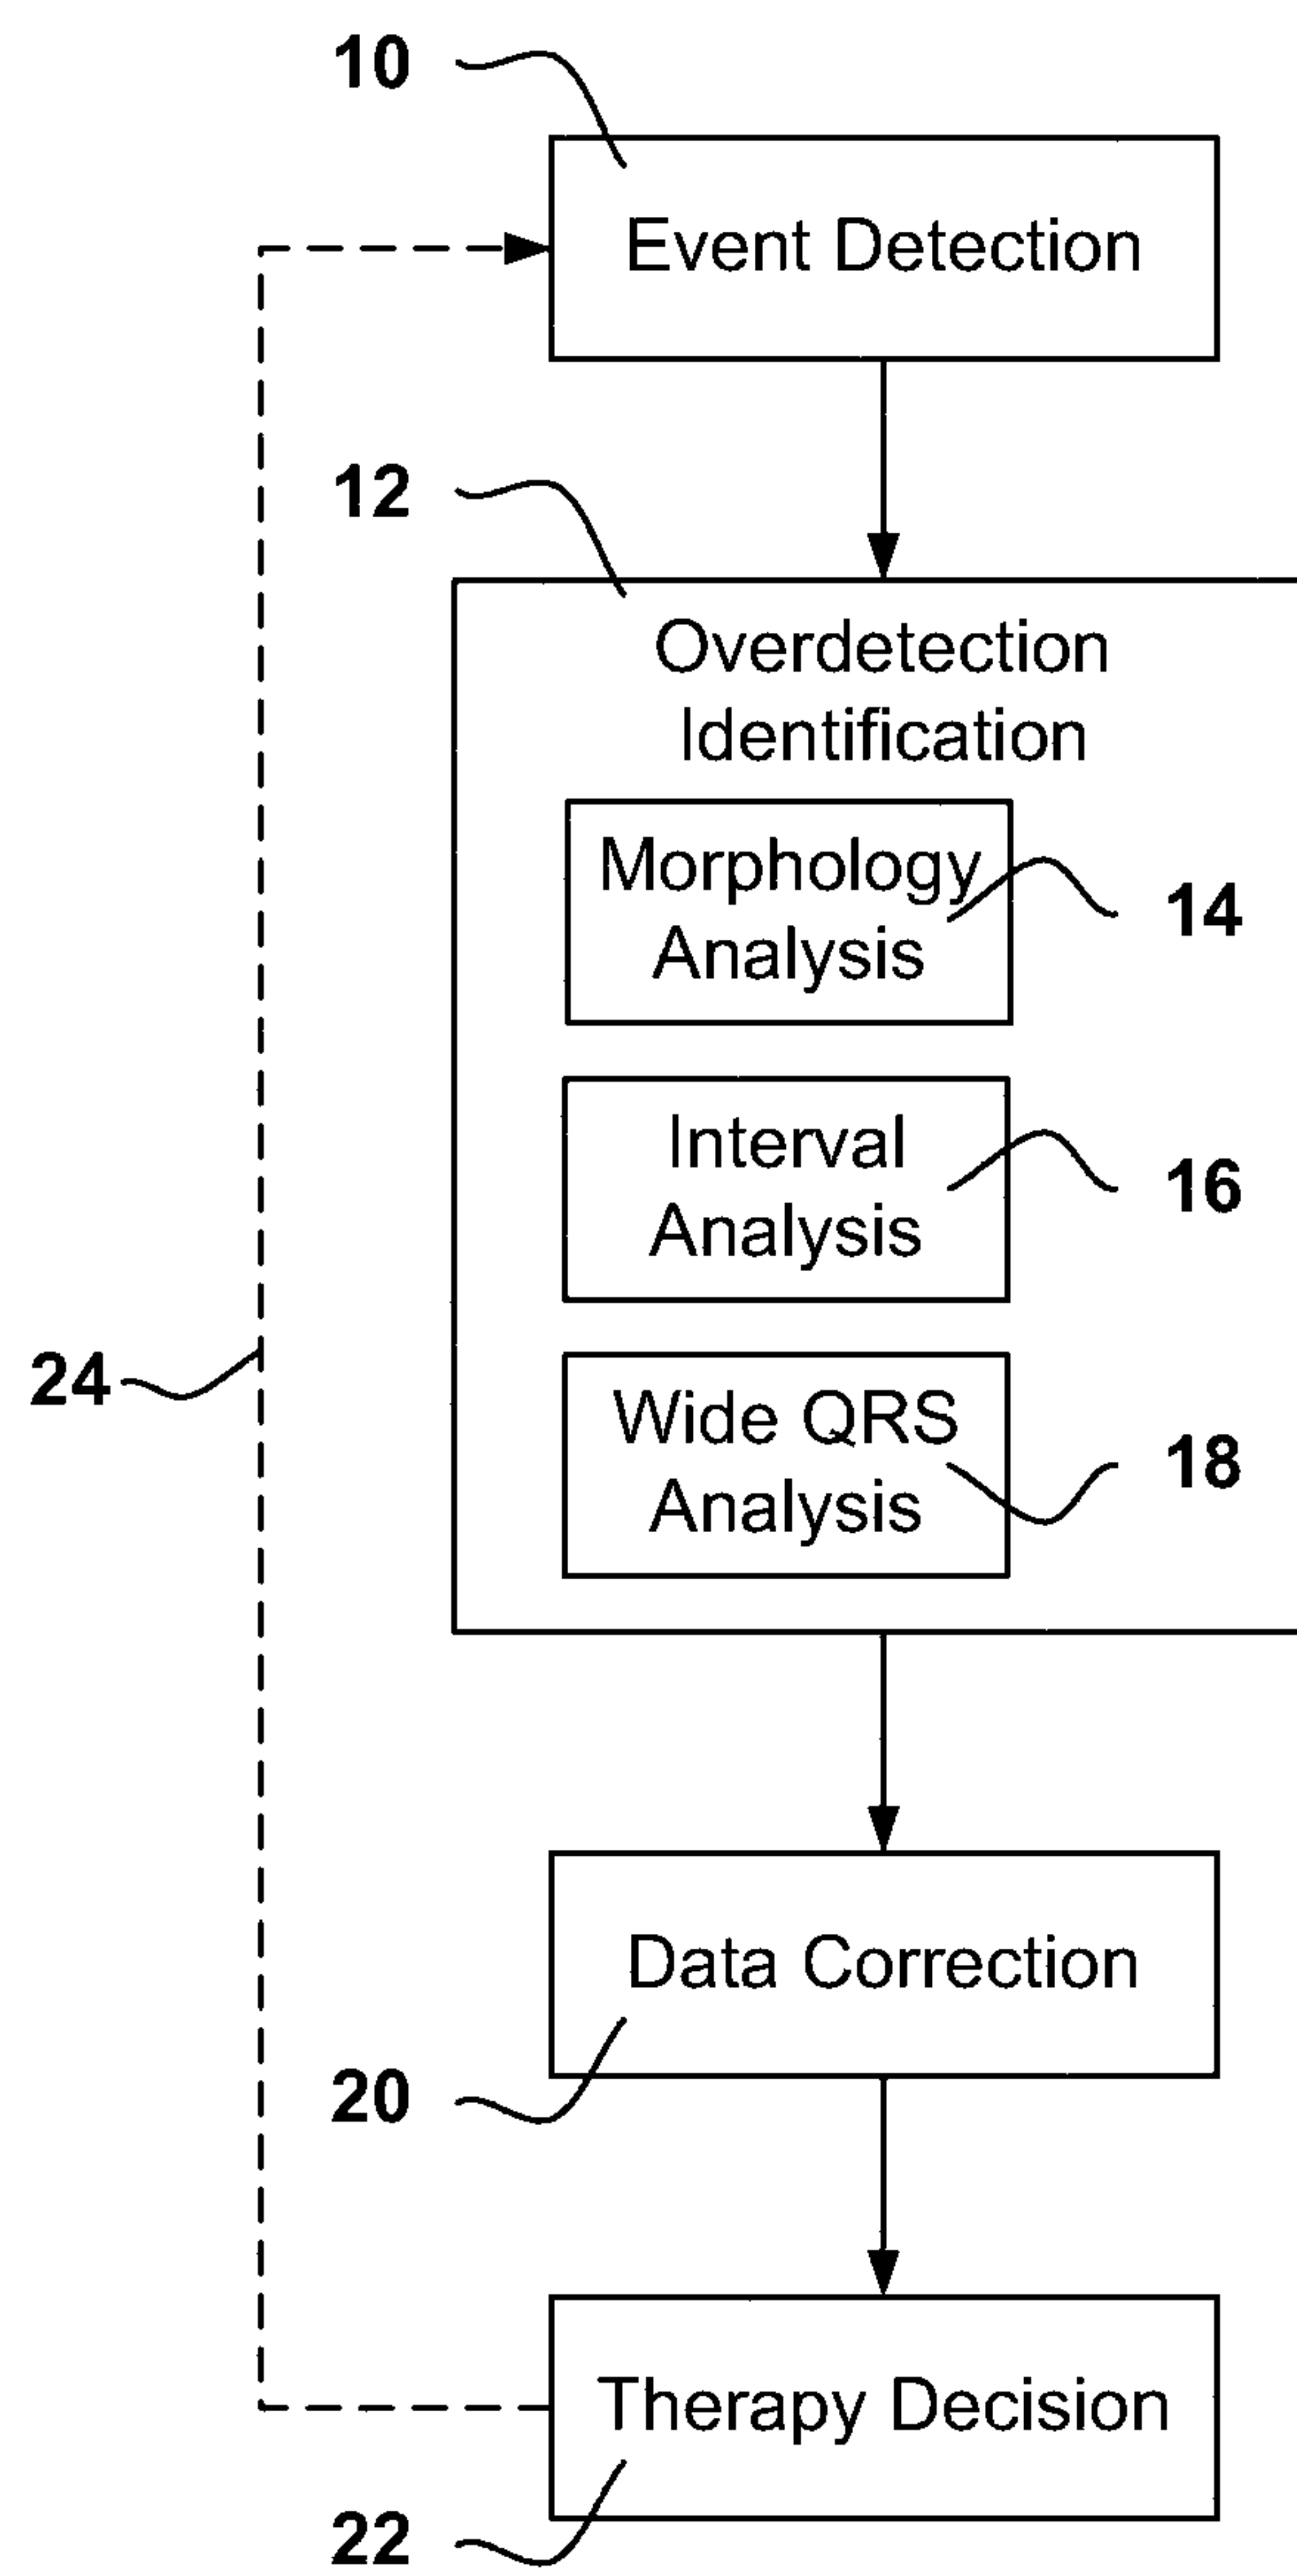 10
Event Detection
12
Overdetection
Identification
Morphology
Analysis
14
Interval
Analysis
16
24
Wide QRS
Analysis
18
Data Correction
20
Therapy Decision
22